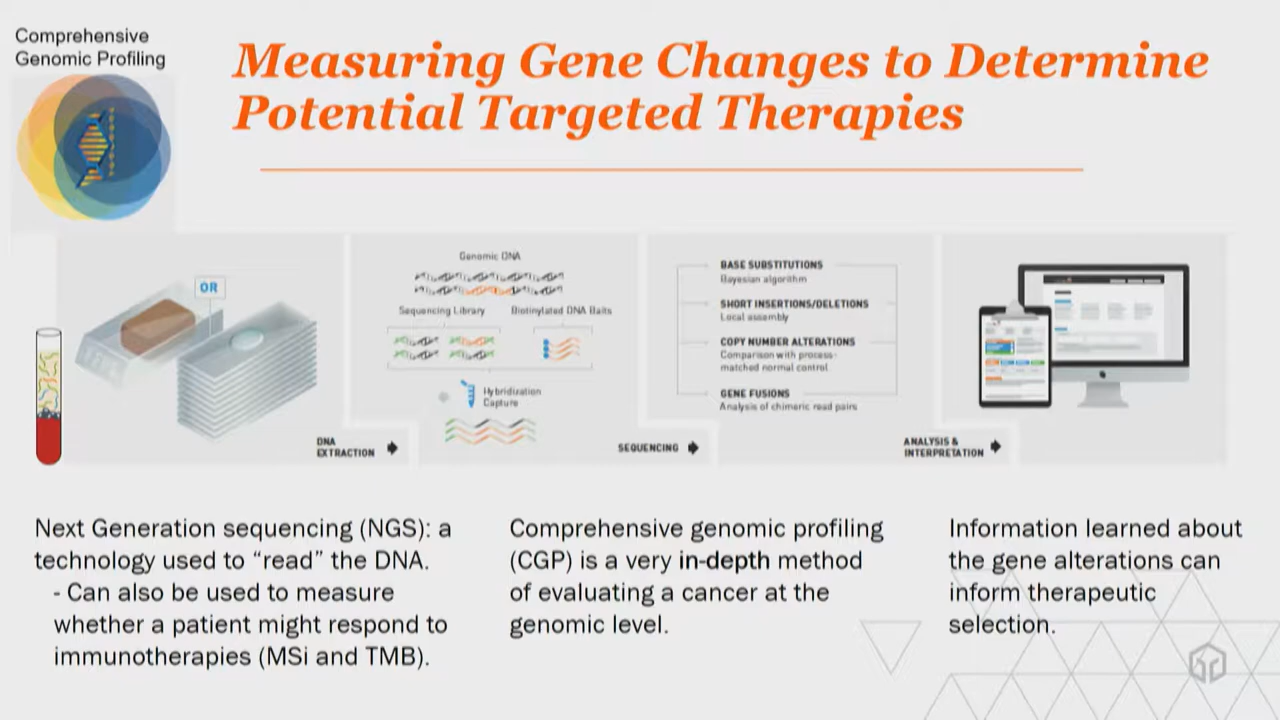 Comprehensive
Genomic Profiling
Measuring Gene Changes to Determine
Potential Targeted Therapies
OR
DNA
EXTRACTION
Genomic DNA
Sequencing Library
Biotinylated DNA Baits
Hybridization
Capture
SEQUENCING
BASE SUBSTITUTIONS
Bayesian algorithm
SHORT INSERTIONS/DELETIONS
Local assembly
COPY NUMBER ALTERATIONS
Comparison with process-
matched normal control
GENE FUSIONS
Analysis of chimeric read pairs
ANALYSIS &
INTERPRETATION
Next Generation sequencing (NGS): a
technology used to “read” the DNA.
- Can also be used to measure
whether a patient might respond to
immunotherapies (MSi and TMB).
Comprehensive genomic profiling
(CGP) is a very in-depth method
of evaluating a cancer at the
genomic level.
Information learned about
the gene alterations can
inform therapeutic
selection.